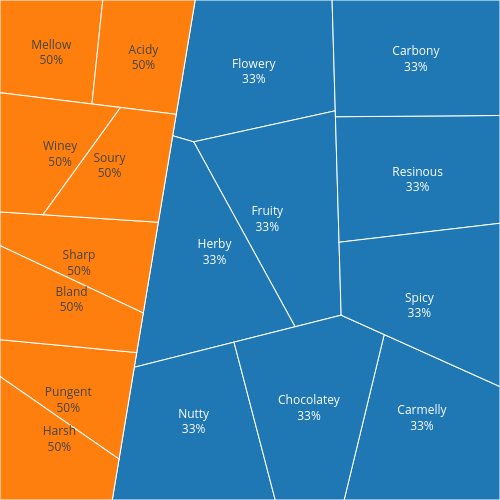 Mellow
50%
Acidy
50%
Flowery
33%
Carbony
33%
Winey
50%
Soury
50%
Resinous
33%
Fruity
33%
Herby
33%
Sharp
50%
Bland
50%
Spicy
33%
Pungent
50%
Harsh
50%
Nutty
33%
Chocolatey
33%
Carmelly
33%